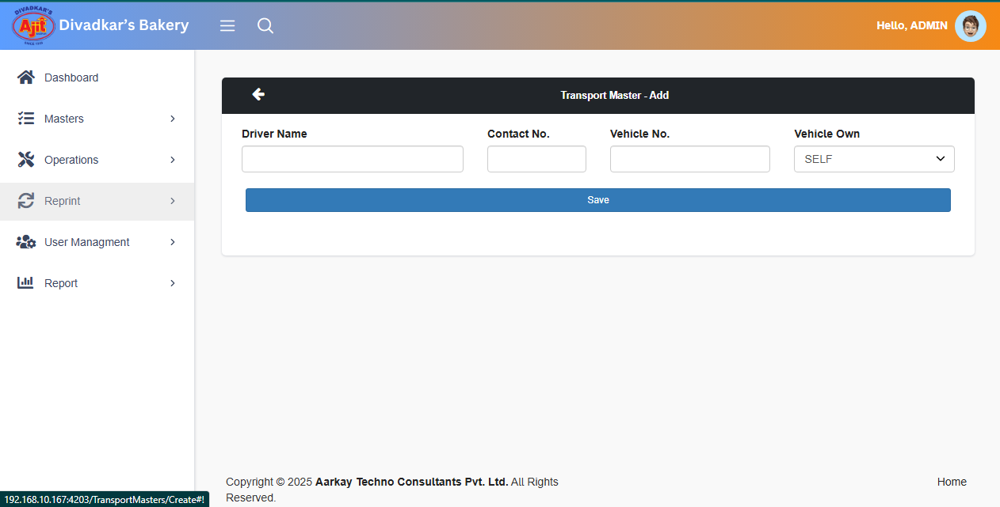 DIVADKAR'S
Ajit
SINCE 1939
Divadkar's Bakery
Hello, ADMIN
Dashboard
Masters
Operations
Reprint
User Managment
Report
Transport Master - Add
Driver Name
Contact No.
Vehicle No.
Vehicle Own
SELF
Save
Copyright © 2025 Aarkay Techno Consultants Pvt. Ltd. All Rights
Reserved.
Home
192.168.10.167:4203/TransportMasters/Create#!